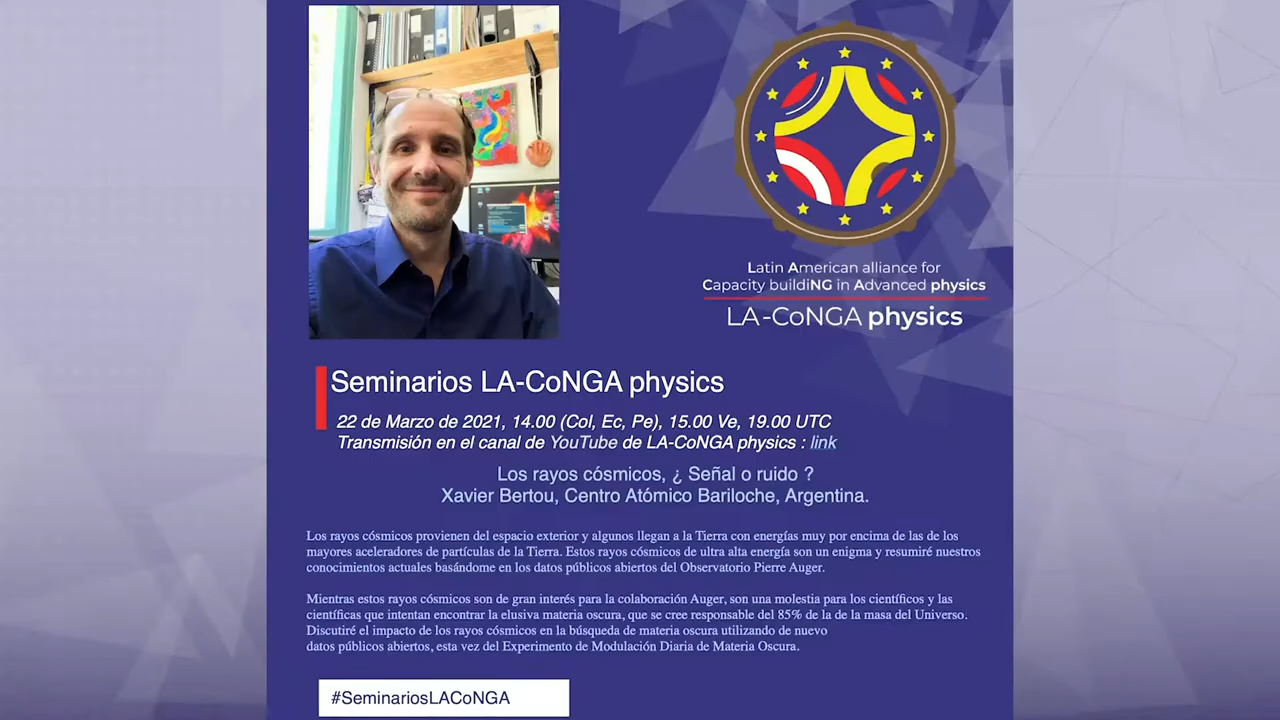 Latin American alliance for
Capacity buildiNG in Advanced physics
LA-CoNGA physics
Seminarios LA-CoNGA physics
22 de Marzo de 2021, 14.00 (Col, Ec, Pe), 15.00 Ve, 19.00 UTC
Transmisión en el canal de YouTube de LA-CoNGA physics : link
Los rayos cósmicos, ¿ Señal o ruido ?
Xavier Bertou, Centro Atómico Bariloche, Argentina.
Los rayos cósmicos provienen del espacio exterior y algunos llegan a la Tierra con energías muy por encima de las de los
mayores aceleradores de partículas de la Tierra. Estos rayos cósmicos de ultra alta energía son un enigma y resumiré nuestros
conocimientos actuales basándome en los datos públicos abiertos del Observatorio Pierre Auger.
Mientras estos rayos cósmicos son de gran interés para la colaboración Auger, son una molestia para los científicos y las
científicas que intentan encontrar la elusiva materia oscura, que se cree responsable del 85% de la de la masa del Universo.
Discutiré el impacto de los rayos cósmicos en la búsqueda de materia oscura utilizando de nuevo
datos públicos abiertos, esta vez del Experimento de Modulación Diaria de Materia Oscura.
#SeminariosLACoNGA